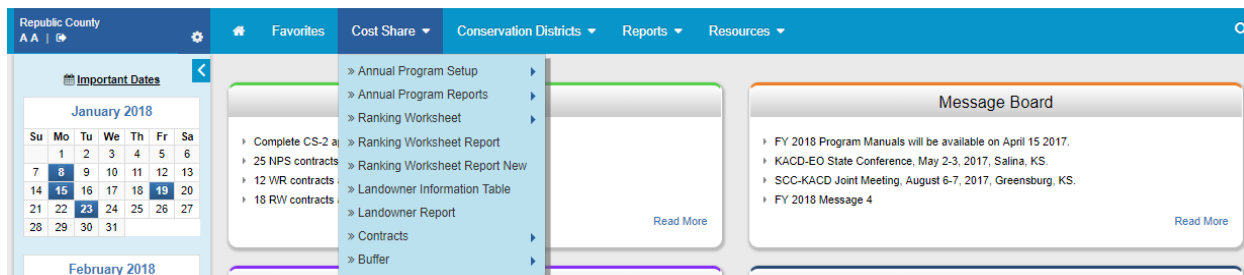 Republic County
A A |
Favorites
Cost Share
Conservation Districts
Reports
Resources
Important Dates
January 2018
Su Mo Tu We Th Fr Sa
1 2 3 4 5 6
7 8 9 10 11 12 13
14 15 16 17 18 19 20
21 22 23 24 25 26 27
28 29 30 31
February 2018
» Annual Program Setup
» Annual Program Reports
» Ranking Worksheet
» Ranking Worksheet Report
» Ranking Worksheet Report New
» Landowner Information Table
» Landowner Report
» Contracts
» Buffer
Complete CS-2
25 NPS contracts
12 WR contracts
18 RW contracts
Read More
Message Board
FY 2018 Program Manuals will be available on April 15 2017.
KACD-EO State Conference, May 2-3, 2017, Salina, KS.
SCC-KACD Joint Meeting, August 6-7, 2017, Greensburg, KS.
FY 2018 Message 4
Read More